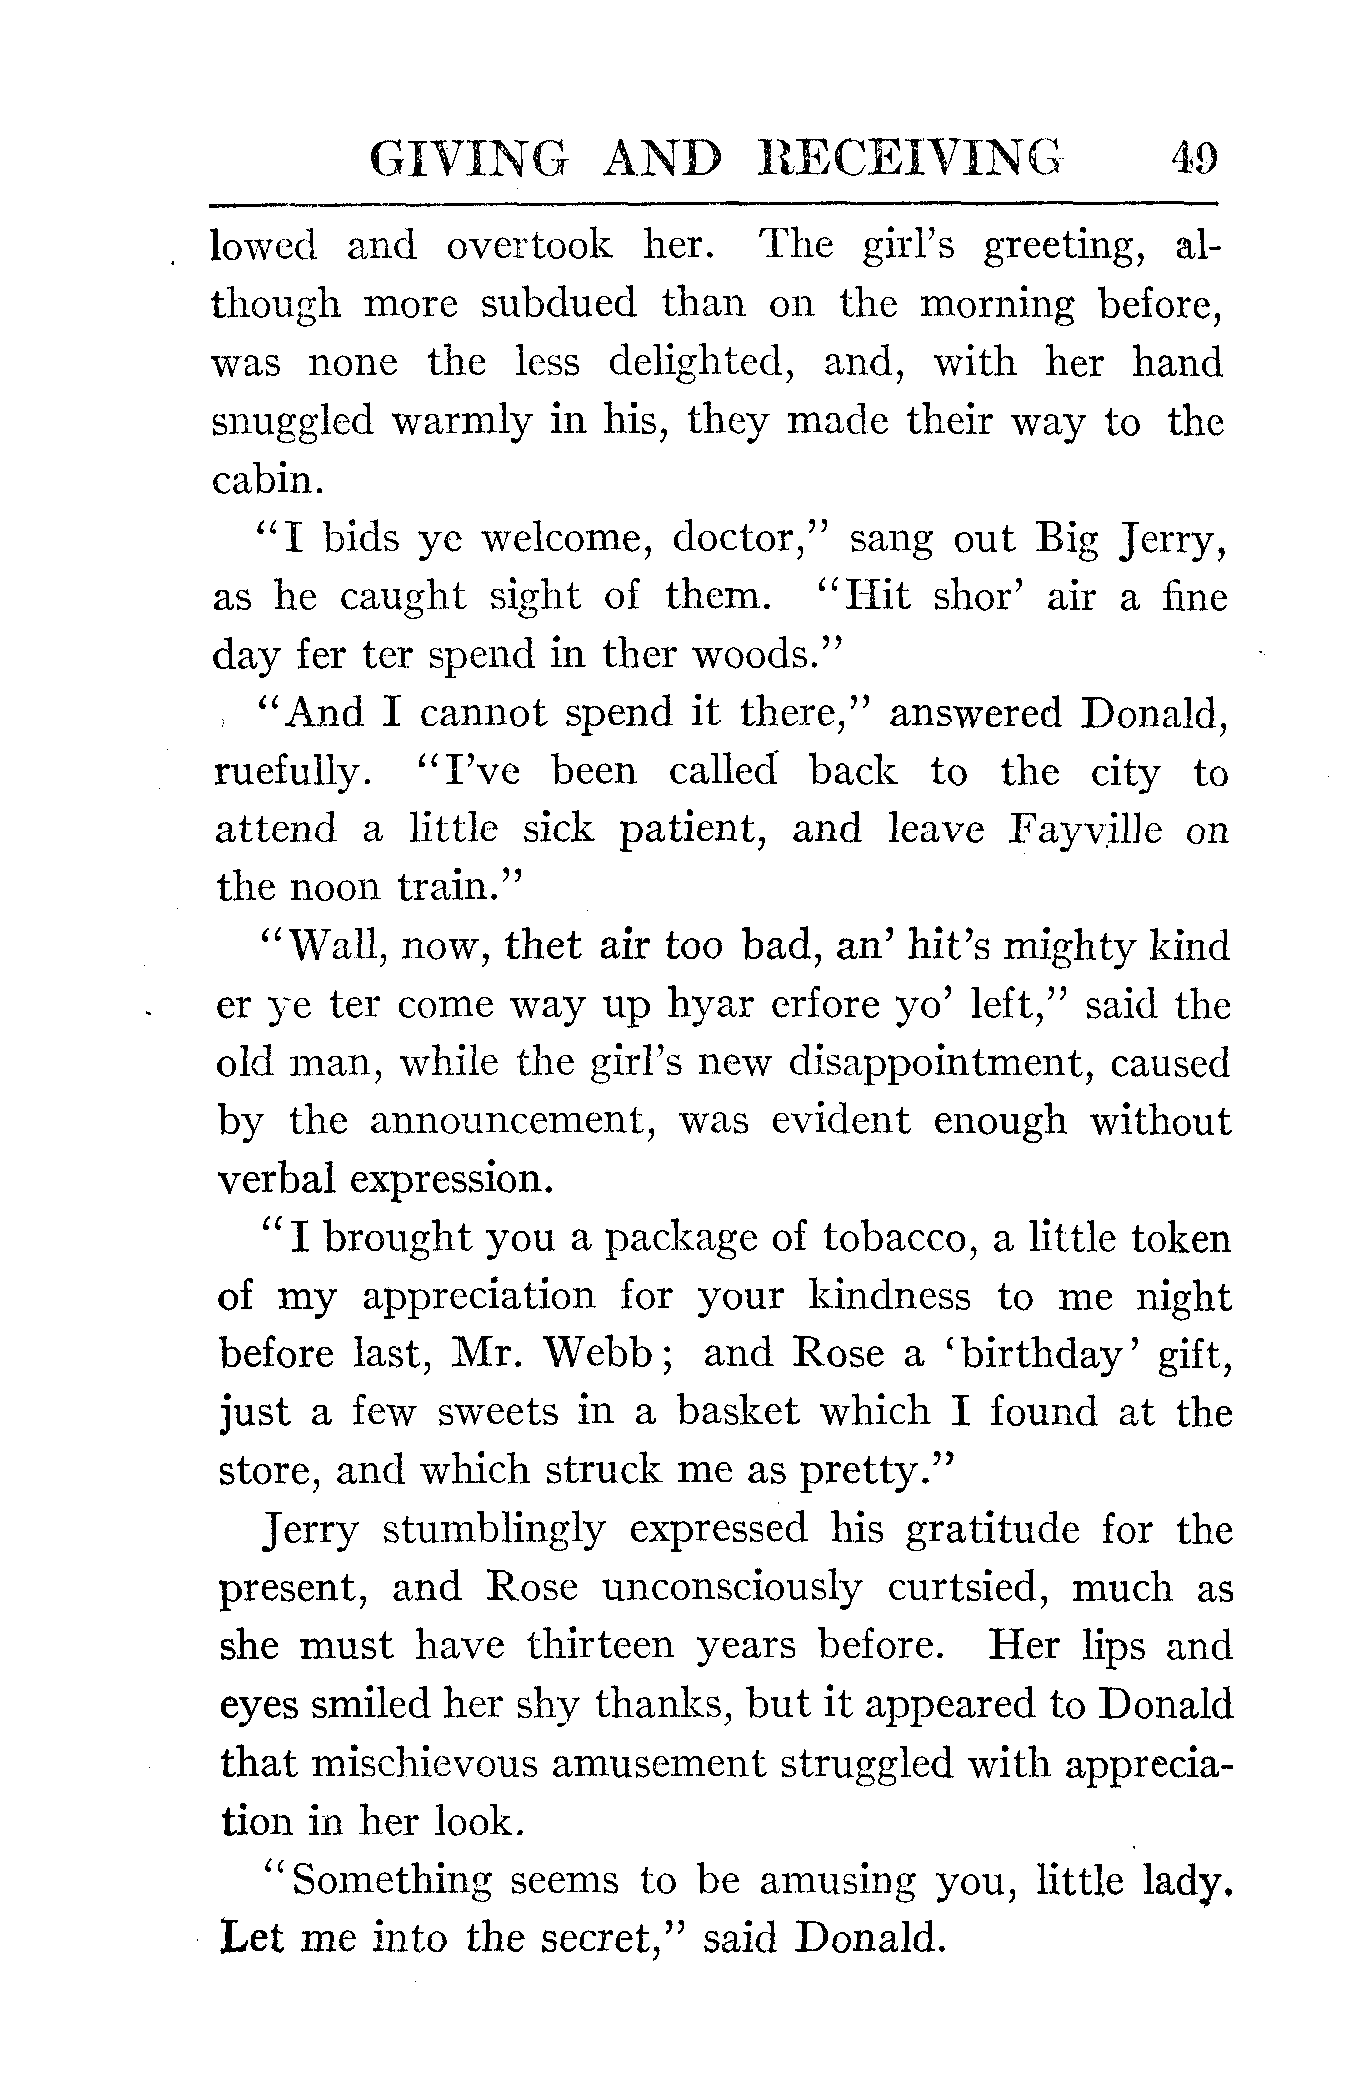 GIVING AND RECEIVING 49
lowed and overtook her. The girl's greeting, al-
though more subdued than on the morning before,
was none the less delighted, and, with her hand
snuggled warmly in his, they made their way to the
cabin.
"I bids ye welcome, doctor," sang out Big Jerry,
as he caught sight of them. "Hit shor' air a fine
day fer ter spend in ther woods."
"And I cannot spend it there," answered Donald,
ruefully. "I've been called back to the city to
attend a little sick patient, and leave Fayville on
the noon train."
"Wall, now, thet air too bad, an' hit's mighty kind
er ye ter come way up hyar erfore yo' left," said the
old man, while the girl's new disappointment, caused
by the announcement, was evident enough without
verbal expression.
"I brought you a package of tobacco, a little token
of my appreciation for your kindness to me night
before last, Mr. Webb; and Rose a 'birthday' gift,
just a few sweets in a basket which I found at the
store, and which struck me as pretty."
Jerry stumblingly expressed his gratitude for the
present, and Rose unconsciously curtsied, much as
she must have thirteen years before. Her lips and
eyes smiled her shy thanks, but it appeared to Donald
that mischievous amusement struggled with apprecia-
tion in her look.
"Something seems to be amusing you, little lady.
Let me into the secret," said Donald.